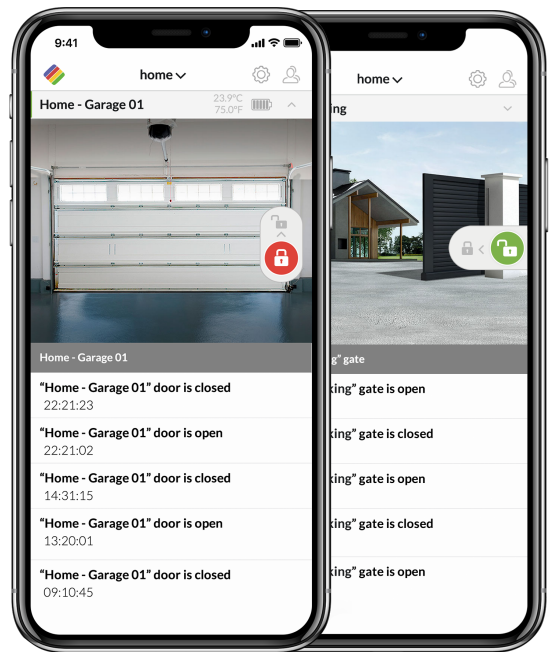 9:41
home
Home - Garage 01
23.9°C
75.0°F
Home - Garage 01
“Home - Garage 01” door is closed
22:21:23
“Home - Garage 01” door is open
22:21:02
“Home - Garage 01” door is closed
14:31:15
“Home - Garage 01” door is open
13:20:01
“Home - Garage 01” door is closed
09:10:45
home
ing
g” gate
king” gate is open
king” gate is closed
king” gate is open
king” gate is closed
king” gate is open